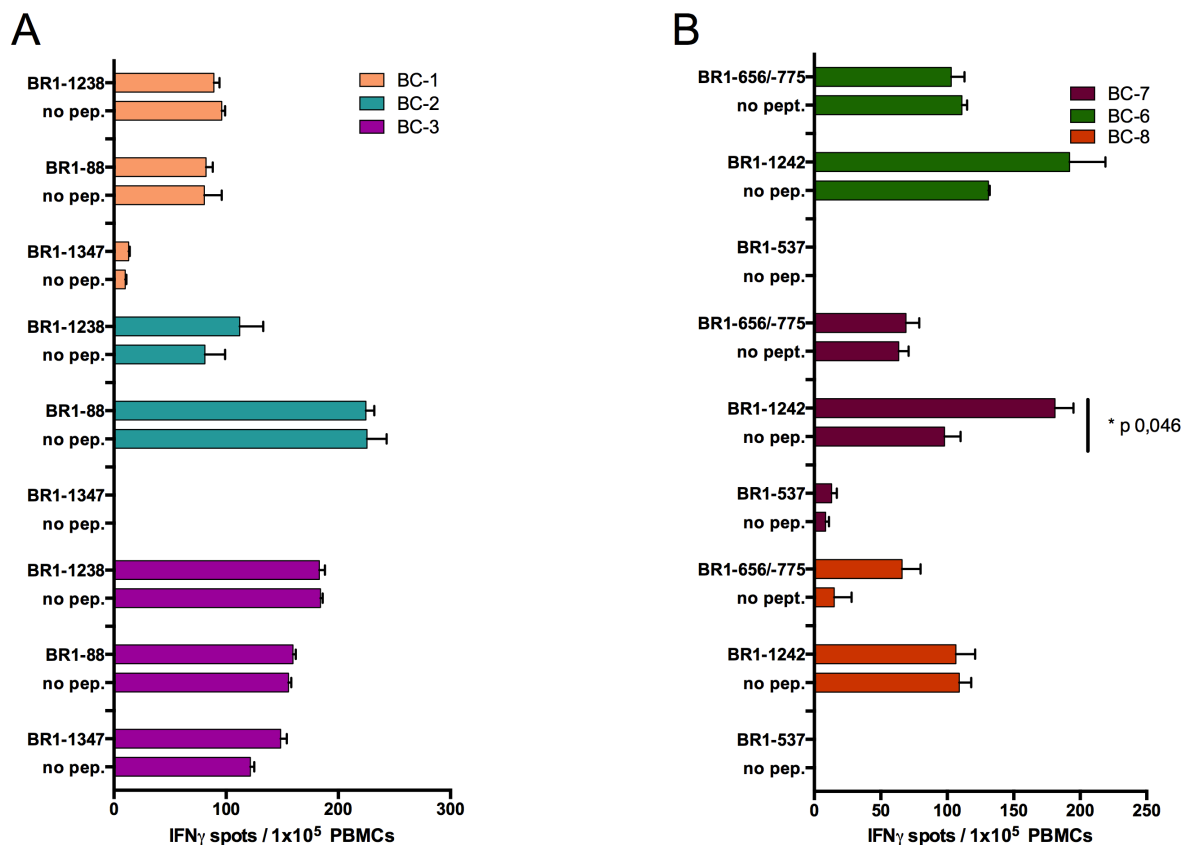 A
BR1-1238
no pep.
BR1-88
no pep.
BR1-1347
no pep.
BR1-1238
no pep.
BR1-88
no pep.
BR1-1347
no pep.
BR1-1238
no pep.
BR1-88
no pep.
BR1-1347
no pep.
BC-1
BC-2
BC-3
0 100 200 300
IFNγ spots / 1x10⁵ PBMCs
B
BR1-656/-775
no pept.
BR1-1242
no pep.
BR1-537
no pep.
BR1-656/-775
no pept.
BR1-1242
no pep.
BR1-537
no pep.
BR1-656/-775
no pept.
BR1-1242
no pep.
BR1-537
no pep.
BC-7
BC-6
BC-8
* p 0,046
0 50 100 150 200 250
IFNγ spots / 1x10⁵ PBMCs